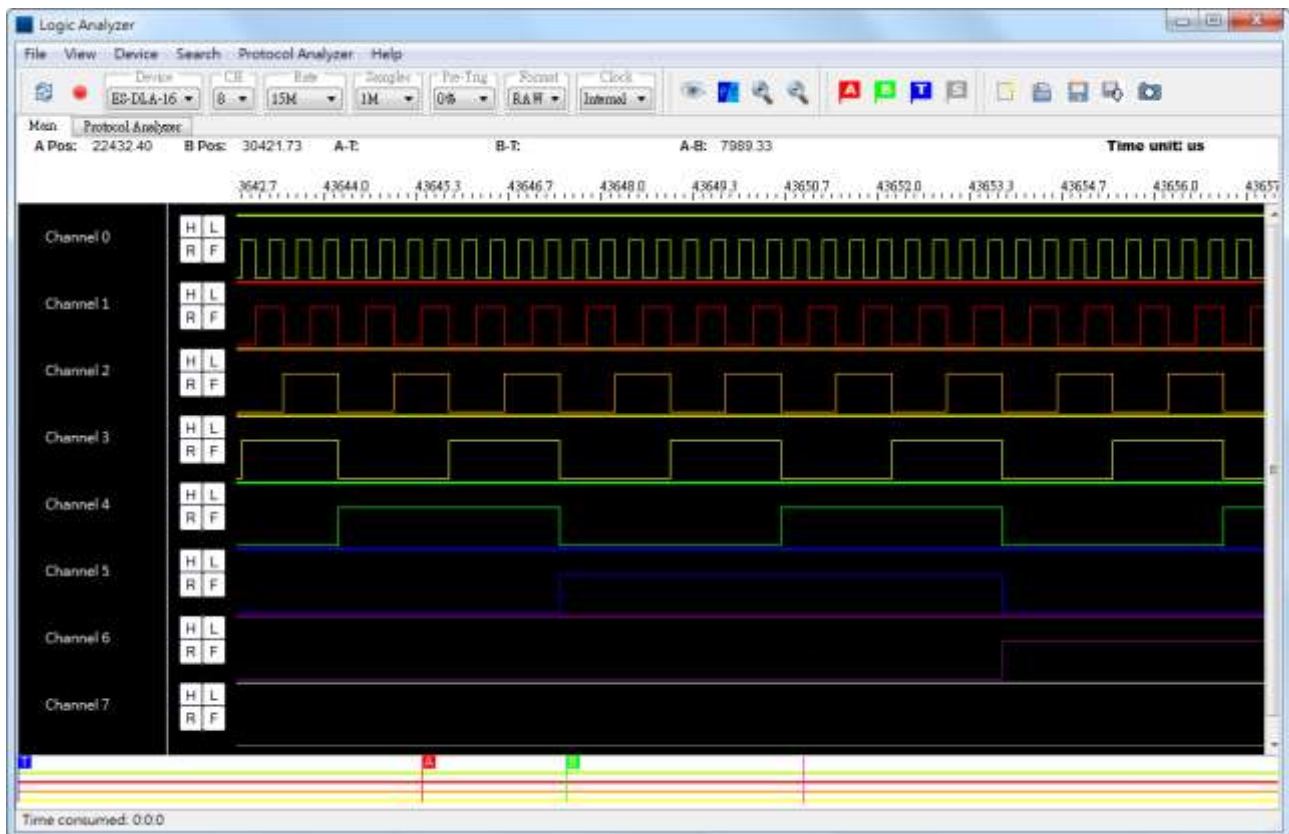 Logic Analyzer
File View Device Search Protocol Analyzer Help
Device CH Rate Samples Pre-Trig Format Clock
ES-DLA-16 8 15M 1M 0% RAW Internal A B T S
Main Protocol Analyzer
A Pos: 22432.40 B Pos: 30421.73 A-T: B-T: A-B: 7989.33 Time unit: us
3642.7 43644.0 43645.3 43646.7 43648.0 43649.3 43650.7 43652.0 43653.3 43654.7 43656.0 43657
Channel 0 H L
R F
Channel 1 H L
R F
Channel 2 H L
R F
Channel 3 H L
R F
Channel 4 H L
R F
Channel 5 H L
R F
Channel 6 H L
R F
Channel 7 H L
R F
T A B
Time consumed: 0:0:0